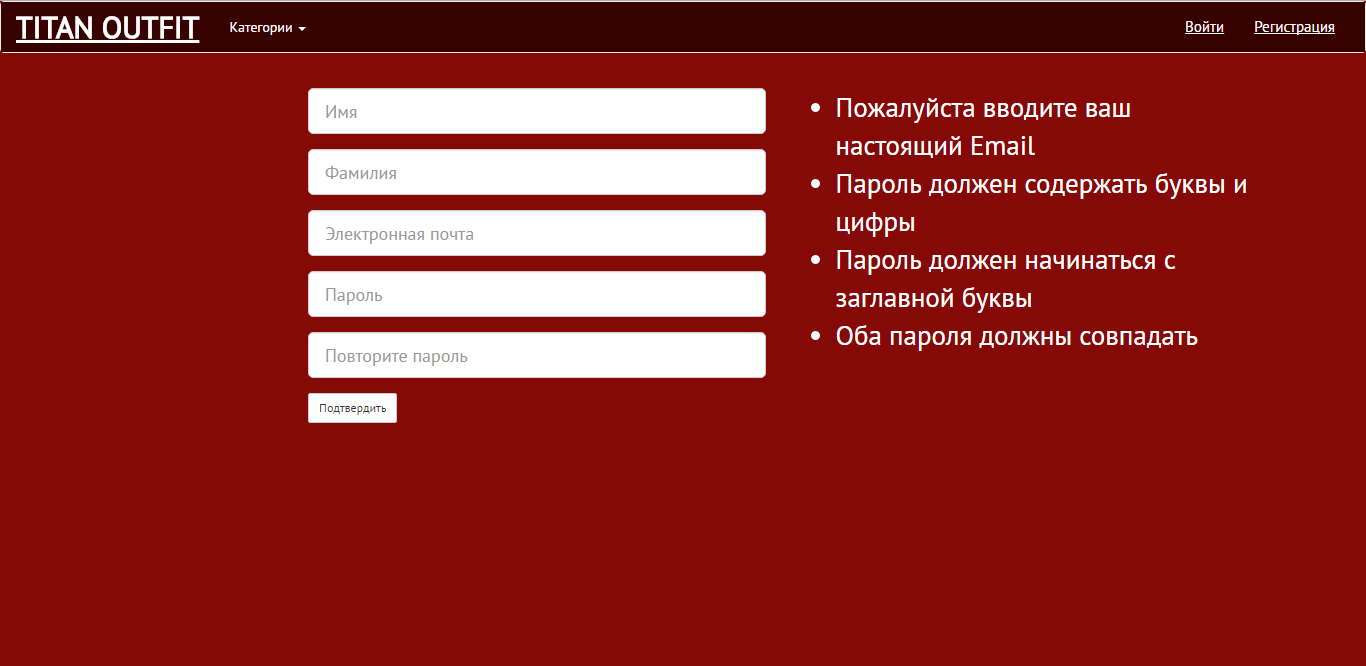 TITAN OUTFIT
Категории
Войти
Регистрация
Имя
Фамилия
Электронная почта
Пароль
Повторите пароль
Подтвердить
Пожалуйста вводите ваш
настоящий Email
Пароль должен содержать буквы и
цифры
Пароль должен начинаться с
заглавной буквы
Оба пароля должны совпадать